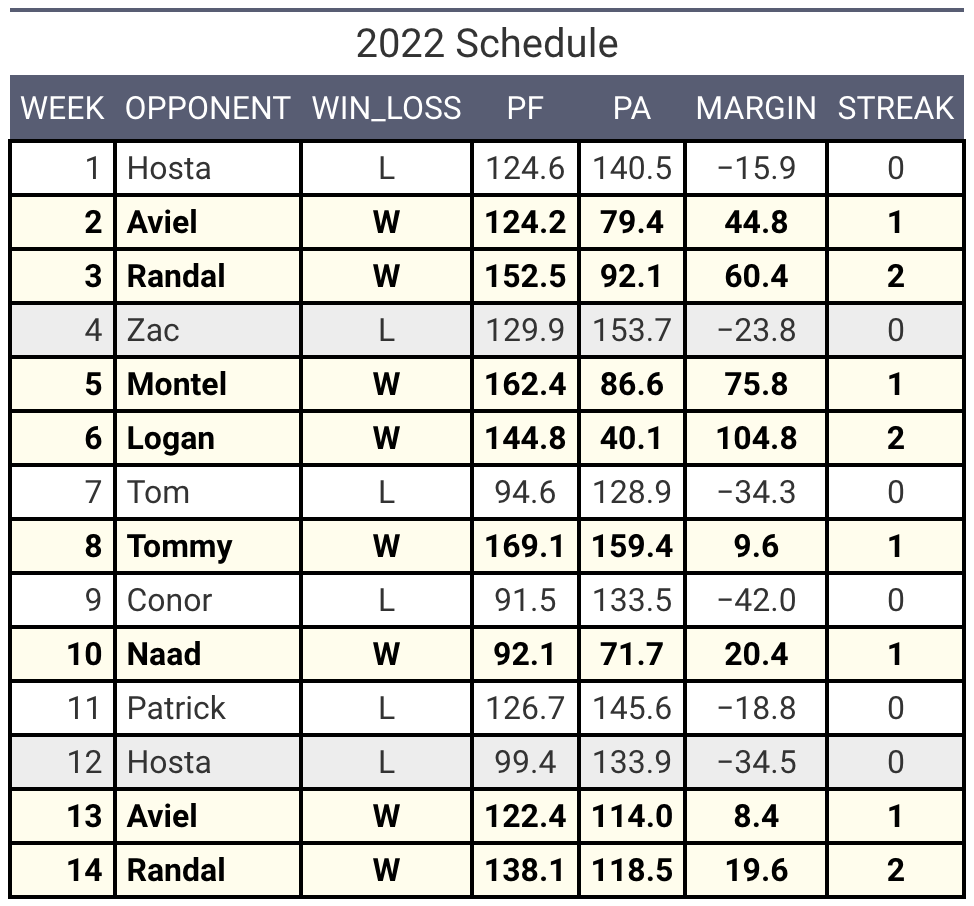 2022 Schedule
WEEK OPPONENT WIN_LOSS PF PA MARGIN STREAK
1 Hosta L 124.6 140.5 −15.9 0
2 Aviel W 124.2 79.4 44.8 1
3 Randal W 152.5 92.1 60.4 2
4 Zac L 129.9 153.7 −23.8 0
5 Montel W 162.4 86.6 75.8 1
6 Logan W 144.8 40.1 104.8 2
7 Tom L 94.6 128.9 −34.3 0
8 Tommy W 169.1 159.4 9.6 1
9 Conor L 91.5 133.5 −42.0 0
10 Naad W 92.1 71.7 20.4 1
11 Patrick L 126.7 145.6 −18.8 0
12 Hosta L 99.4 133.9 −34.5 0
13 Aviel W 122.4 114.0 8.4 1
14 Randal W 138.1 118.5 19.6 2